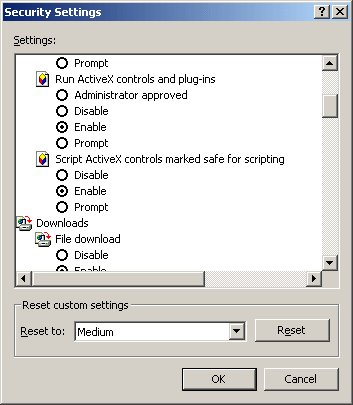 Security Settings
Settings:
Prompt
Run ActiveX controls and plug-ins
Administrator approved
Disable
Enable
Prompt
Script ActiveX controls marked safe for scripting
Disable
Enable
Prompt
Downloads
File download
Disable
Enable
Reset custom settings
Reset to: Medium Reset
OK Cancel